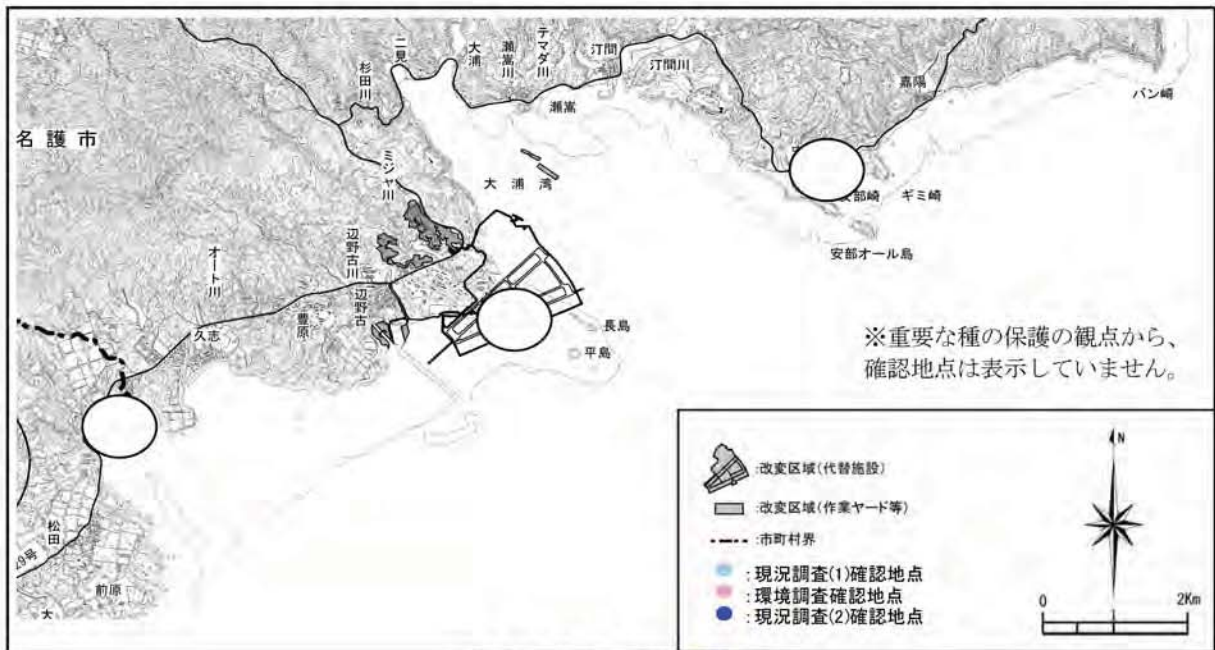 名護市
杉田川
二見
大浦
瀬嵩川
テマダ川
汀間
汀間川
瀬嵩
嘉陽
バン崎
ミジャ川
大浦湾
安部崎
ギミ崎
安部オール島
辺野古川
辺野古
オート川
久志
豊原
長島
平島
※重要な種の保護の観点から、
確認地点は表示していません。
松田
29号
前原
:改変区域(代替施設)
:改変区域(作業ヤード等)
:市町村界
:現況調査(1)確認地点
:環境調査確認地点
:現況調査(2)確認地点
N
0 2Km